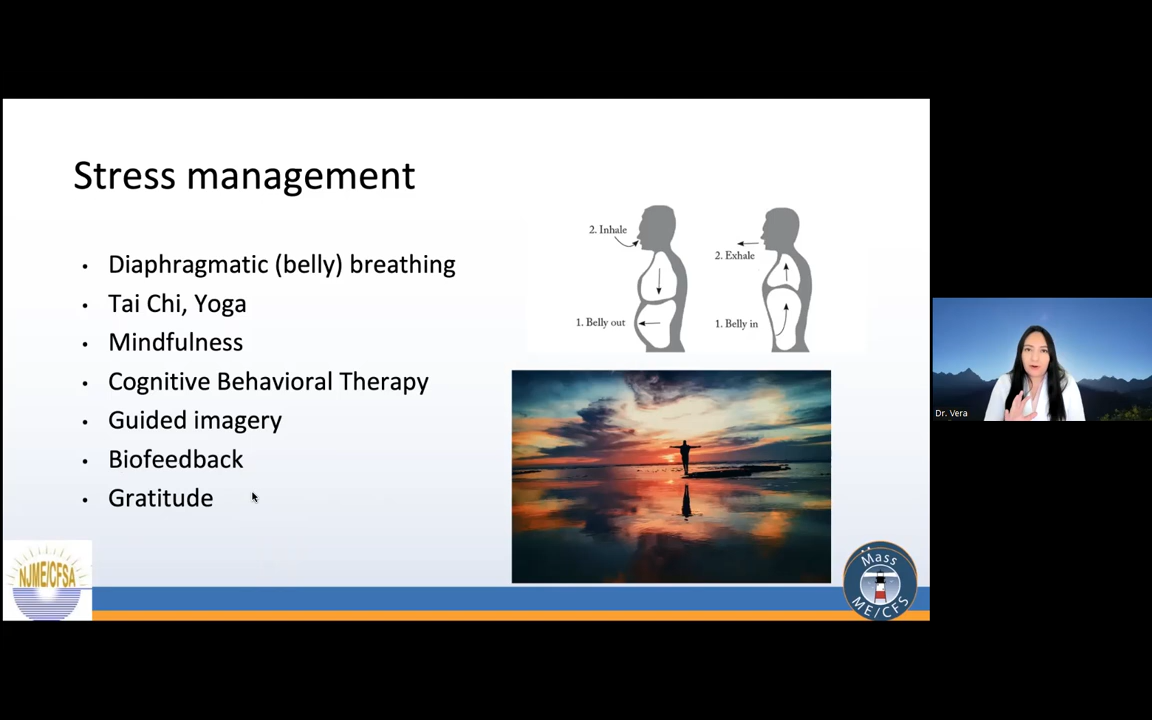 Stress management
• Diaphragmatic (belly) breathing
• Tai Chi, Yoga
• Mindfulness
• Cognitive Behavioral Therapy
• Guided imagery
• Biofeedback
• Gratitude
2. Inhale
1. Belly out
2. Exhale
1. Belly in
Dr. Vera
NJME/CFSA
Mass
ME/CFS